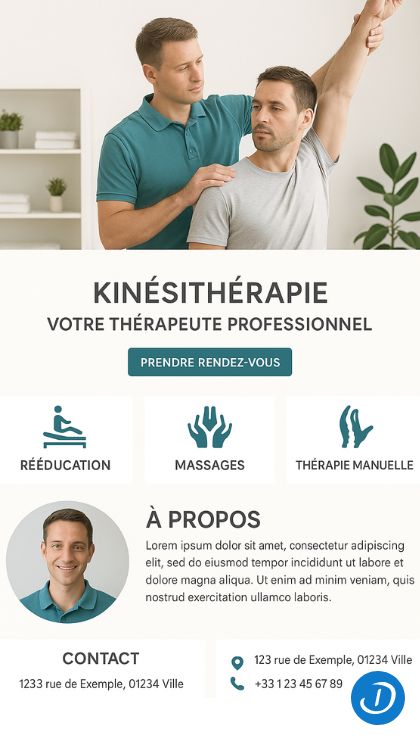 KINÉSITHÉRAPIE
VOTRE THÉRAPEUTE PROFESSIONNEL
PRENDRE RENDEZ-VOUS
RÉÉDUCATION
MASSAGES
THÉRAPIE MANUELLE
À PROPOS
Lorem ipsum dolor sit amet, consectetur adipiscing
elit, sed do eiusmod tempor incididunt ut labore et
dolore magna aliqua. Ut enim ad minim veniam, quis
nostrud exercitation ullamco laboris.
CONTACT
1233 rue de Exemple, 01234 Ville
123 rue de Exemple, 01234 Ville
+33 1 23 45 67 89